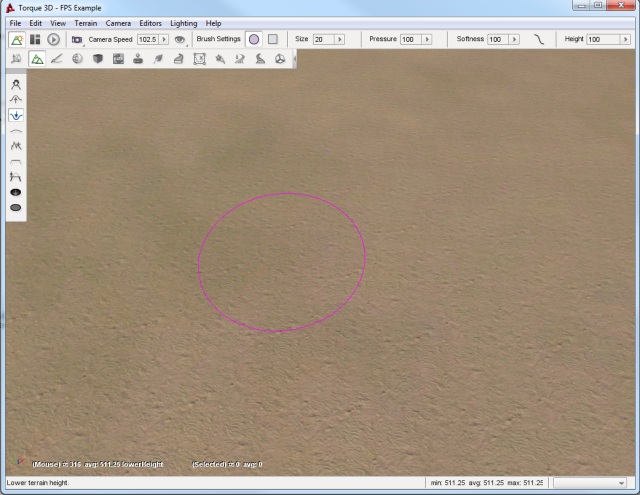 Torque 3D - FPS Example
File Edit View Terrain Camera Editors Lighting Help
Camera Speed 102.5 Brush Settings Size 20 Pressure 100 Softness 100 Height 100
(Mouse) #: 316 avg: 511.25 lowerHeight (Selected) #: 0 avg: 0
Lower terrain height. min: 511.25 avg: 511.25 max: 511.25